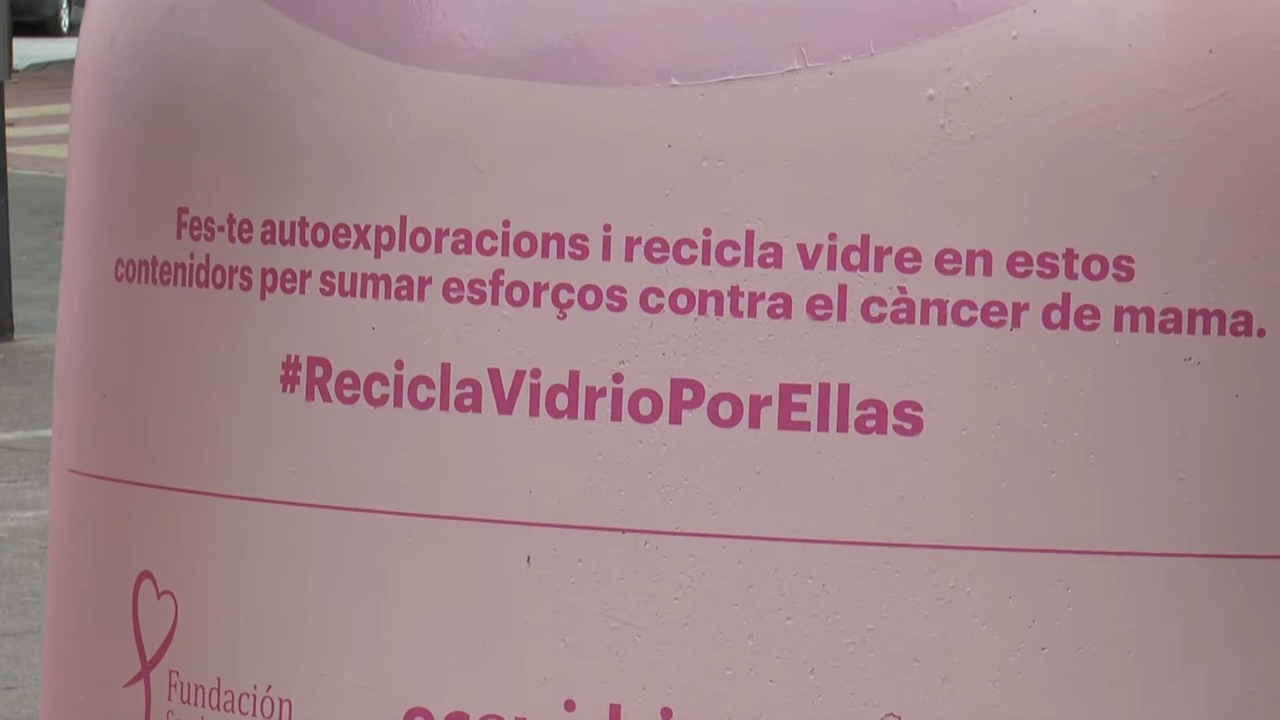 Fes-te autoexploracions i recicla vidre en estos
contenidors per sumar esforços contra el càncer de mama.
#ReciclaVidrioPorEllas
Fundación